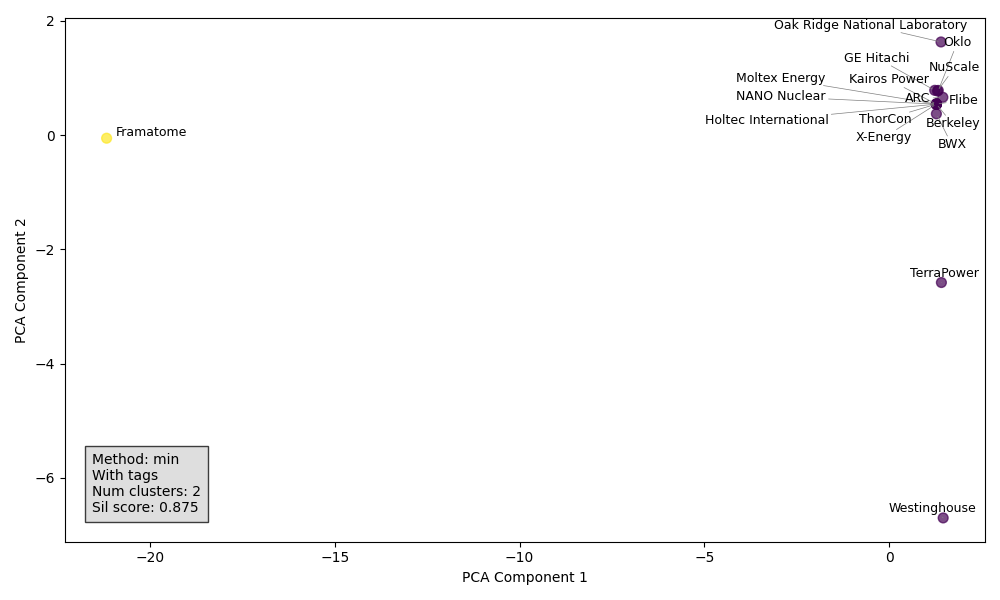 2
Oak Ridge National Laboratory
Oklo
GE Hitachi
NuScale
Moltex Energy
Kairos Power
NANO Nuclear
ARC
Flibe
Holtec International
ThorCon
Berkeley
X-Energy
BWX
0
Framatome
−2
TerraPower
−4
−6
Westinghouse
Method: min
With tags
Num clusters: 2
Sil score: 0.875
−20
−15
−10
−5
0
PCA Component 1
PCA Component 2